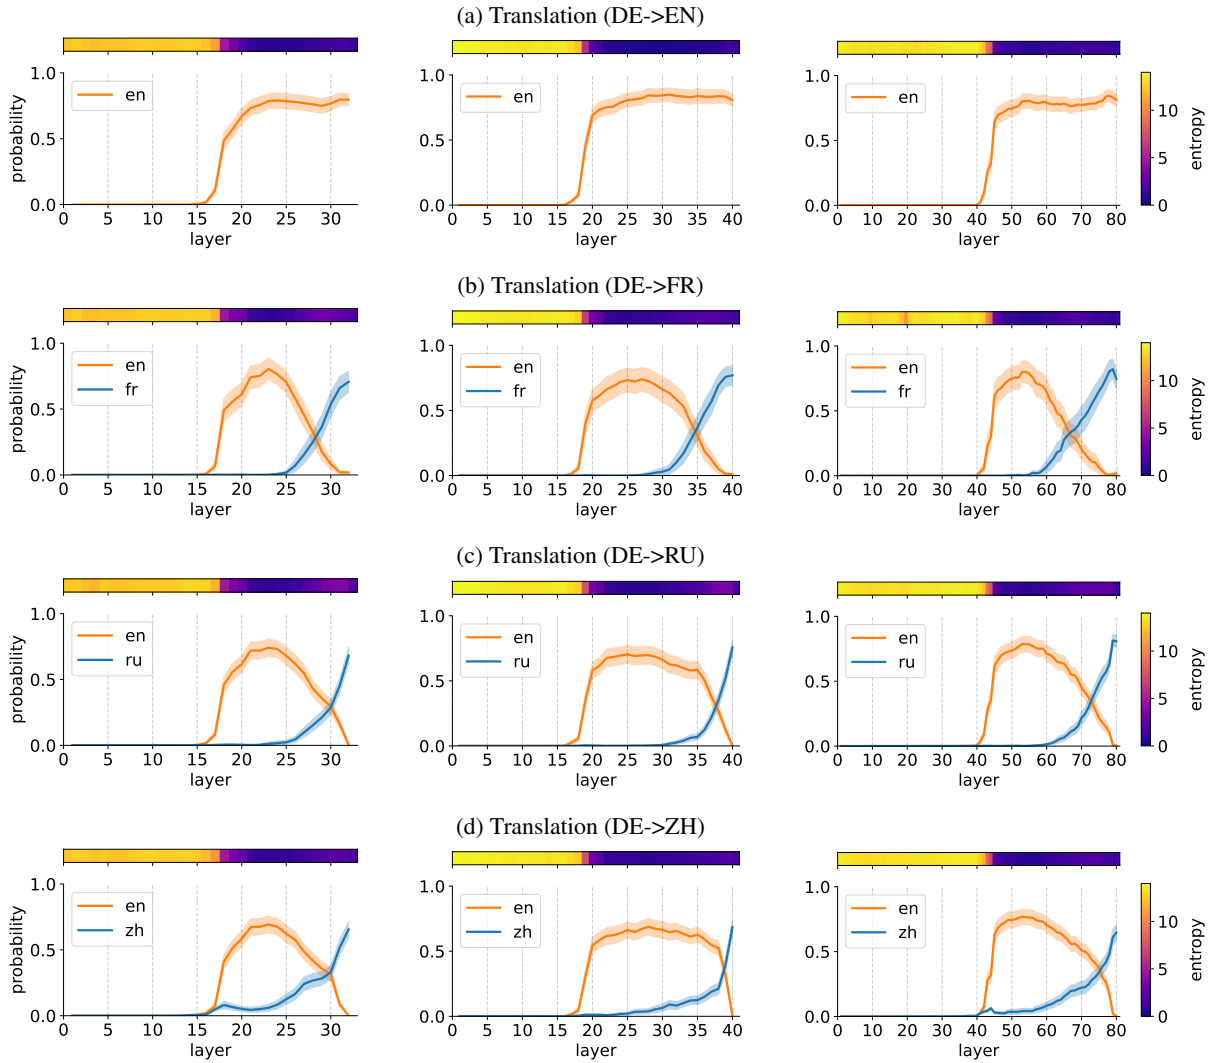 (a) Translation (DE->EN)
1.0
0.5
0.0
probability
en
0 5 10 15 20 25 30
layer
1.0
0.5
0.0
en
0 5 10 15 20 25 30 35 40
layer
1.0
0.5
0.0
en
0 10 20 30 40 50 60 70 80
layer
10
5
0
entropy
(b) Translation (DE->FR)
1.0
0.5
0.0
probability
en
fr
0 5 10 15 20 25 30
layer
1.0
0.5
0.0
en
fr
0 5 10 15 20 25 30 35 40
layer
1.0
0.5
0.0
en
fr
0 10 20 30 40 50 60 70 80
layer
10
5
0
entropy
(c) Translation (DE->RU)
1.0
0.5
0.0
probability
en
ru
0 5 10 15 20 25 30
layer
1.0
0.5
0.0
en
ru
0 5 10 15 20 25 30 35 40
layer
1.0
0.5
0.0
en
ru
0 10 20 30 40 50 60 70 80
layer
10
5
0
entropy
(d) Translation (DE->ZH)
1.0
0.5
0.0
probability
en
zh
0 5 10 15 20 25 30
layer
1.0
0.5
0.0
en
zh
0 5 10 15 20 25 30 35 40
layer
1.0
0.5
0.0
en
zh
0 10 20 30 40 50 60 70 80
layer
10
5
0
entropy